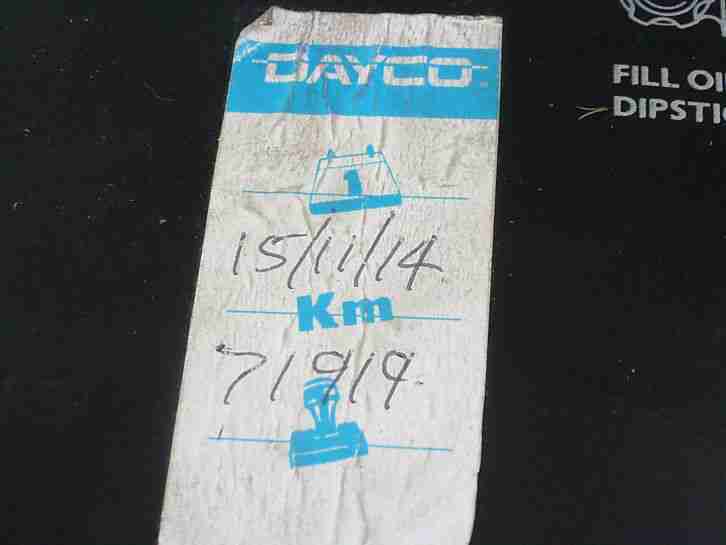 DAYCO
1
15/11/14
Km
71919
FILL OI
DIPSTIC